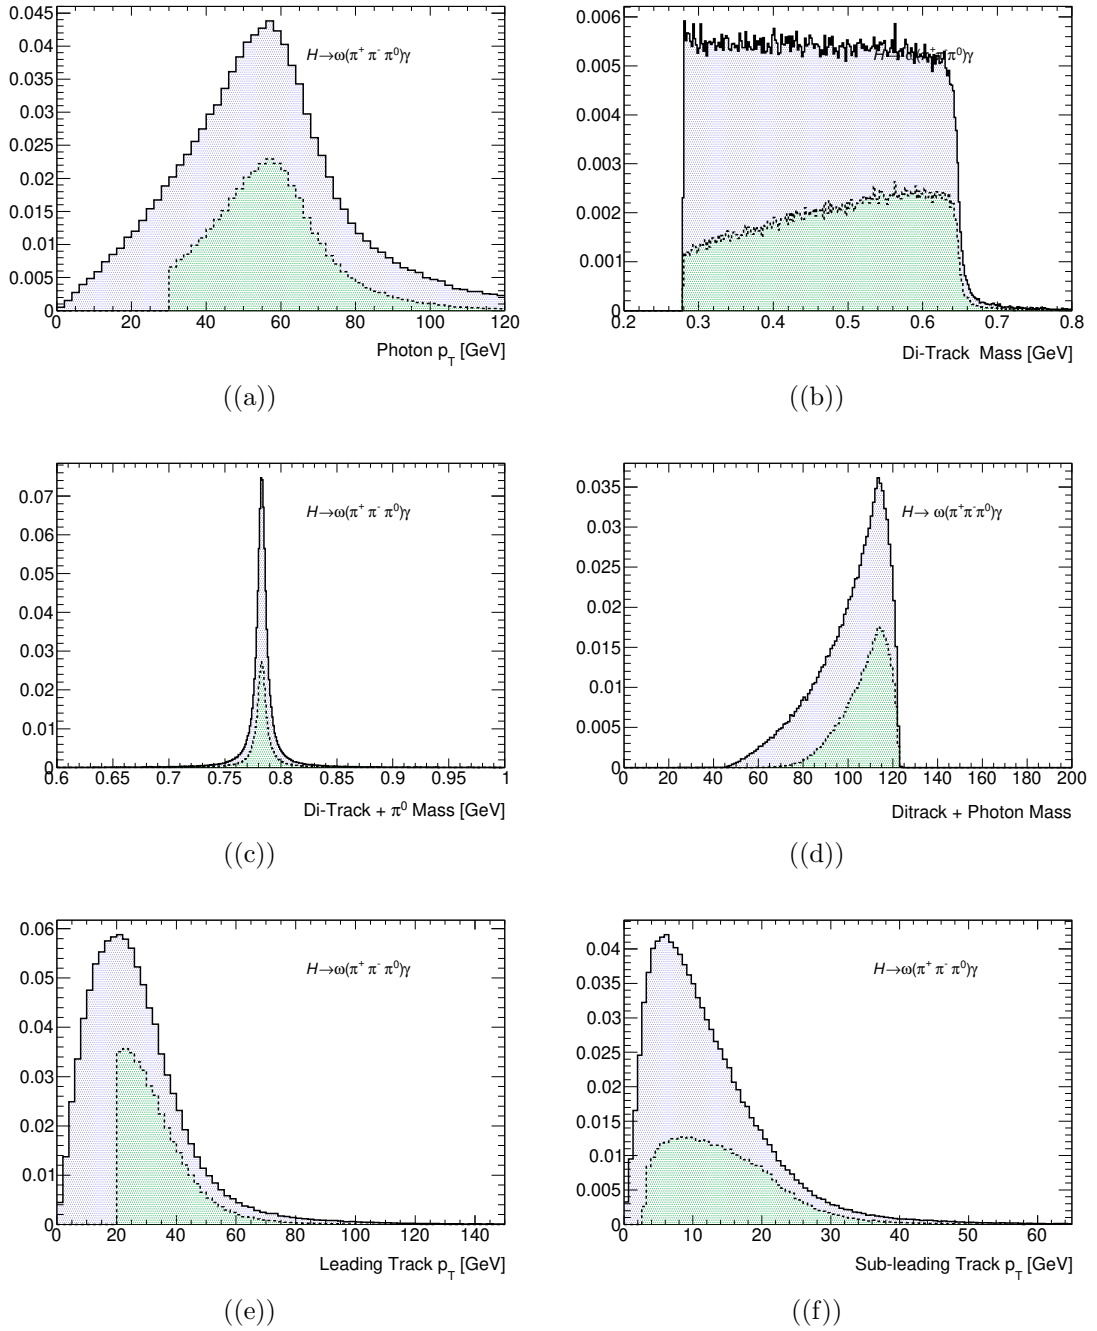 0.045
0.04
0.035
0.03
0.025
0.02
0.015
0.01
0.005
0
H→ω(π⁺ π⁻ π⁰)γ
0 20 40 60 80 100 120
Photon p_T [GeV]
((a))
0.006
0.005
0.004
0.003
0.002
0.001
0
H→ω(π⁺ π⁻ π⁰)γ
0.2 0.3 0.4 0.5 0.6 0.7 0.8
Di-Track Mass [GeV]
((b))
0.07
0.06
0.05
0.04
0.03
0.02
0.01
0
H→ω(π⁺ π⁻ π⁰)γ
0.6 0.65 0.7 0.75 0.8 0.85 0.9 0.95 1
Di-Track + π⁰ Mass [GeV]
((c))
0.035
0.03
0.025
0.02
0.015
0.01
0.005
0
H→ ω(π⁺π⁻π⁰)γ
0 20 40 60 80 100 120 140 160 180 200
Ditrack + Photon Mass
((d))
0.06
0.05
0.04
0.03
0.02
0.01
0
H→ω(π⁺ π⁻ π⁰)γ
0 20 40 60 80 100 120 140
Leading Track p_T [GeV]
((e))
0.04
0.035
0.03
0.025
0.02
0.015
0.01
0.005
0
H→ω(π⁺ π⁻ π⁰)γ
0 10 20 30 40 50 60
Sub-leading Track p_T [GeV]
((f))